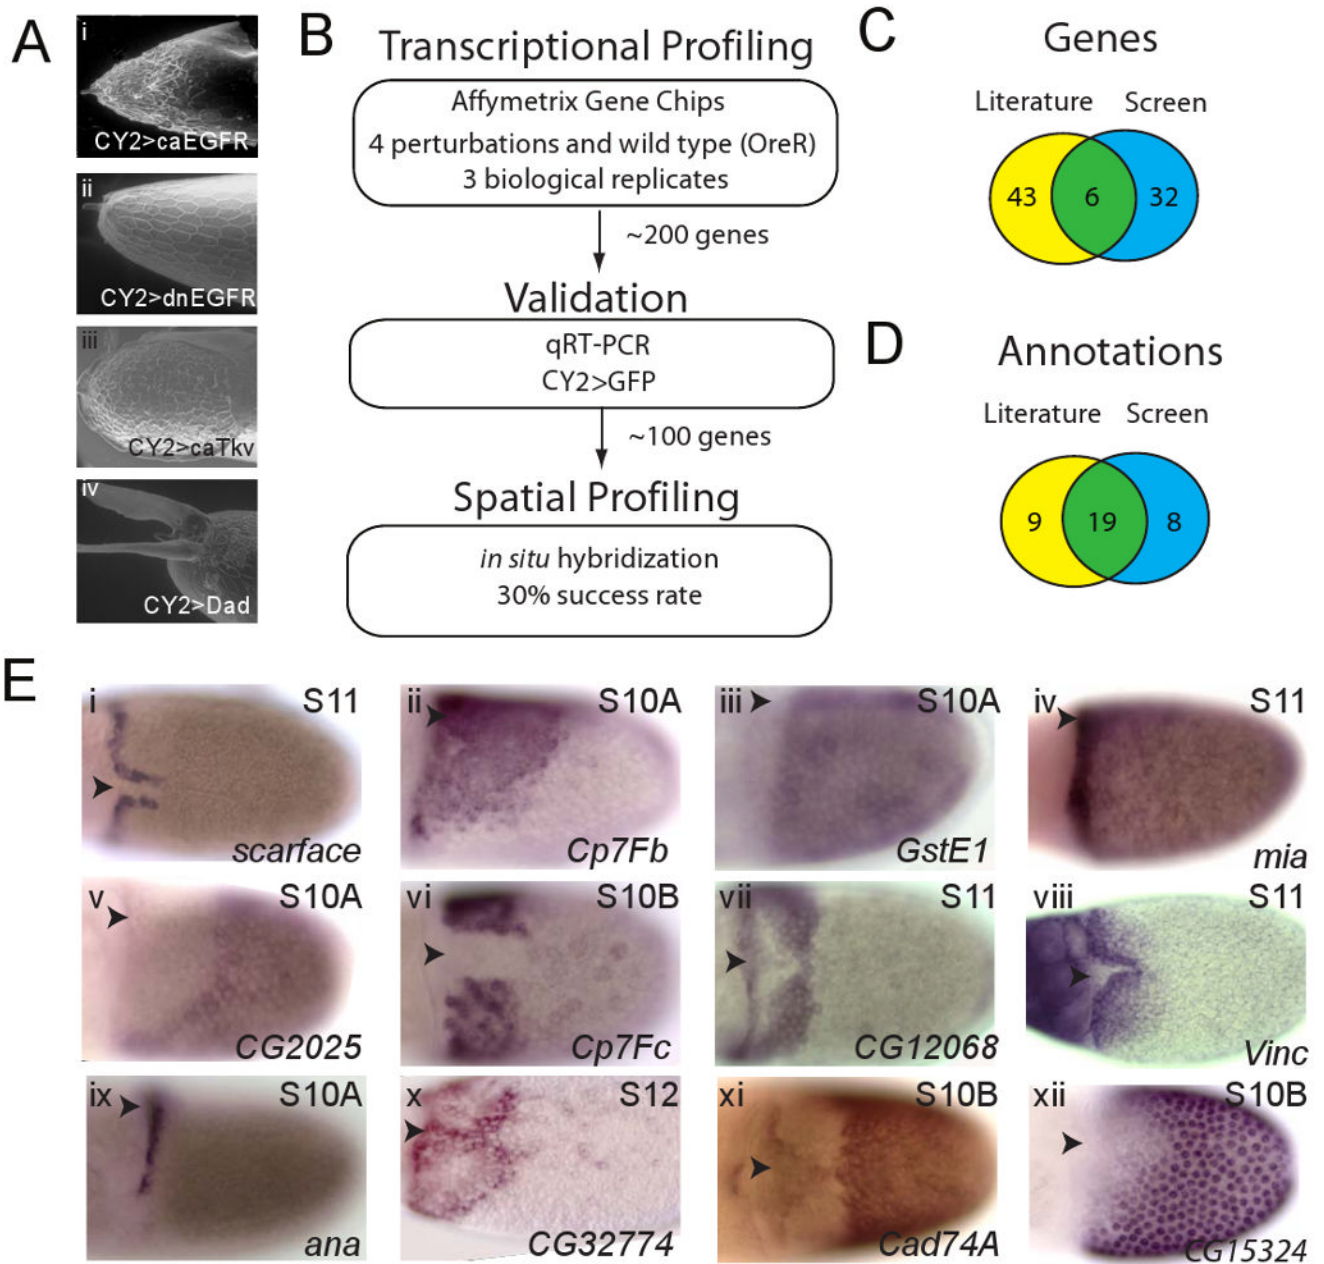 A
i
CY2>caEGFR
ii
CY2>dnEGFR
iii
CY2>caTkv
iv
CY2>Dad
B
Transcriptional Profiling
Affymetrix Gene Chips
4 perturbations and wild type (OreR)
3 biological replicates
~200 genes
Validation
qRT-PCR
CY2>GFP
~100 genes
Spatial Profiling
in situ hybridization
30% success rate
C
Genes
Literature Screen
43 6 32
D
Annotations
Literature Screen
9 19 8
E
i S11
scarface
ii S10A
Cp7Fb
iii S10A
GstE1
iv S11
mia
v S10A
CG2025
vi S10B
Cp7Fc
vii S11
CG12068
viii S11
Vinc
ix S10A
ana
x S12
CG32774
xi S10B
Cad74A
xii S10B
CG15324